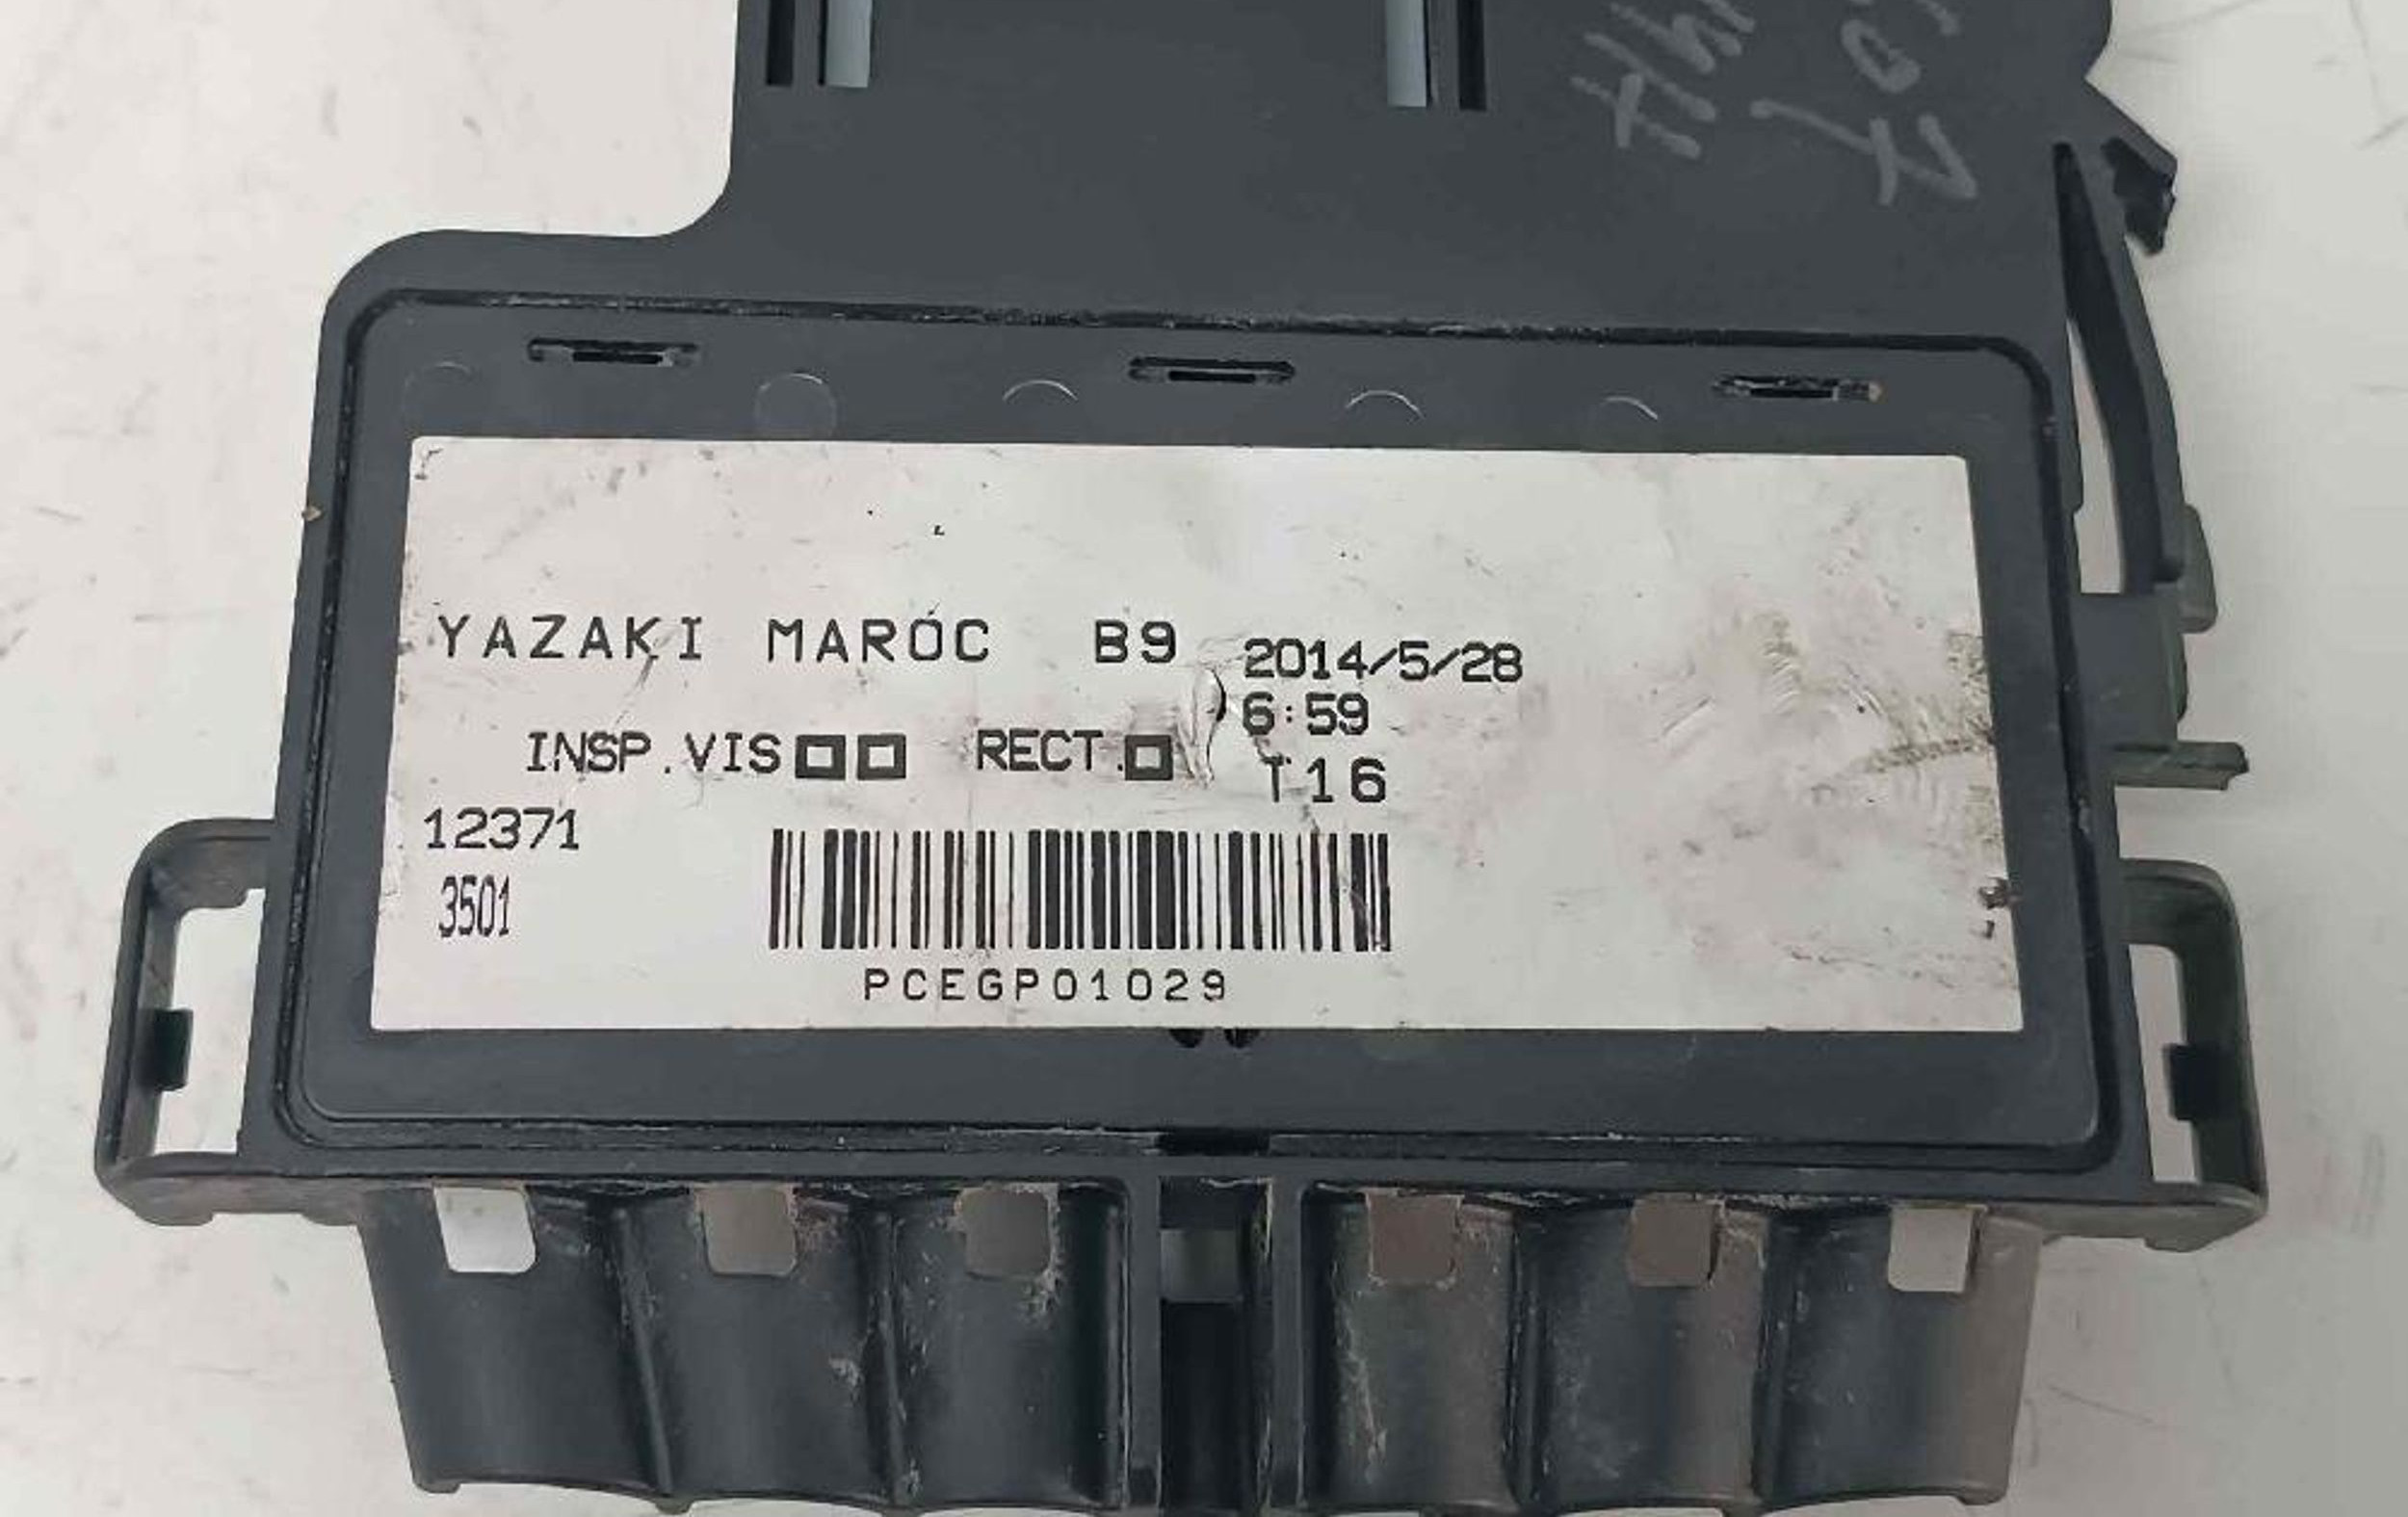 YAZAKI MAROC B9 2014/5/28
6:59
INSP.VIS RECT. T16
12371
3501
PCEGP01029